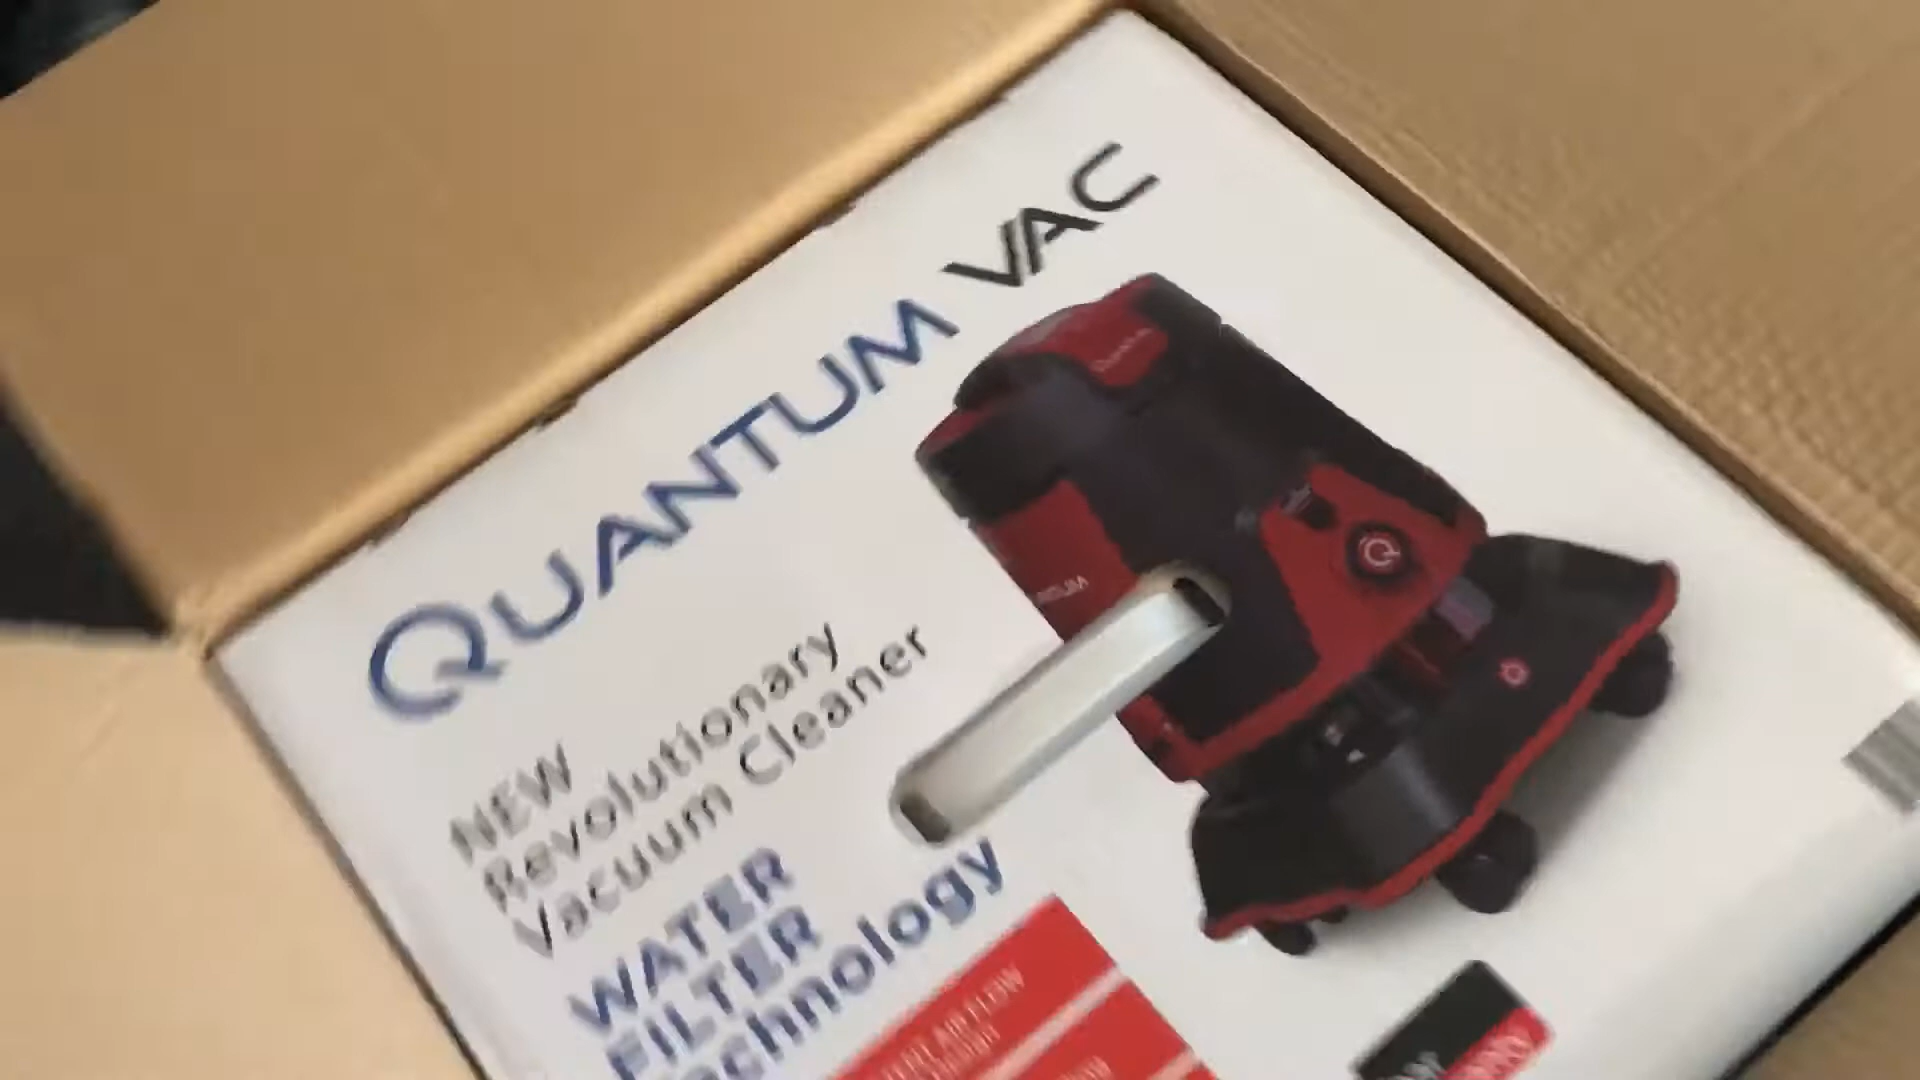 QUANTUM VAC
NEW
Revolutionary
Vacuum Cleaner
WATER
FILTER
Technology